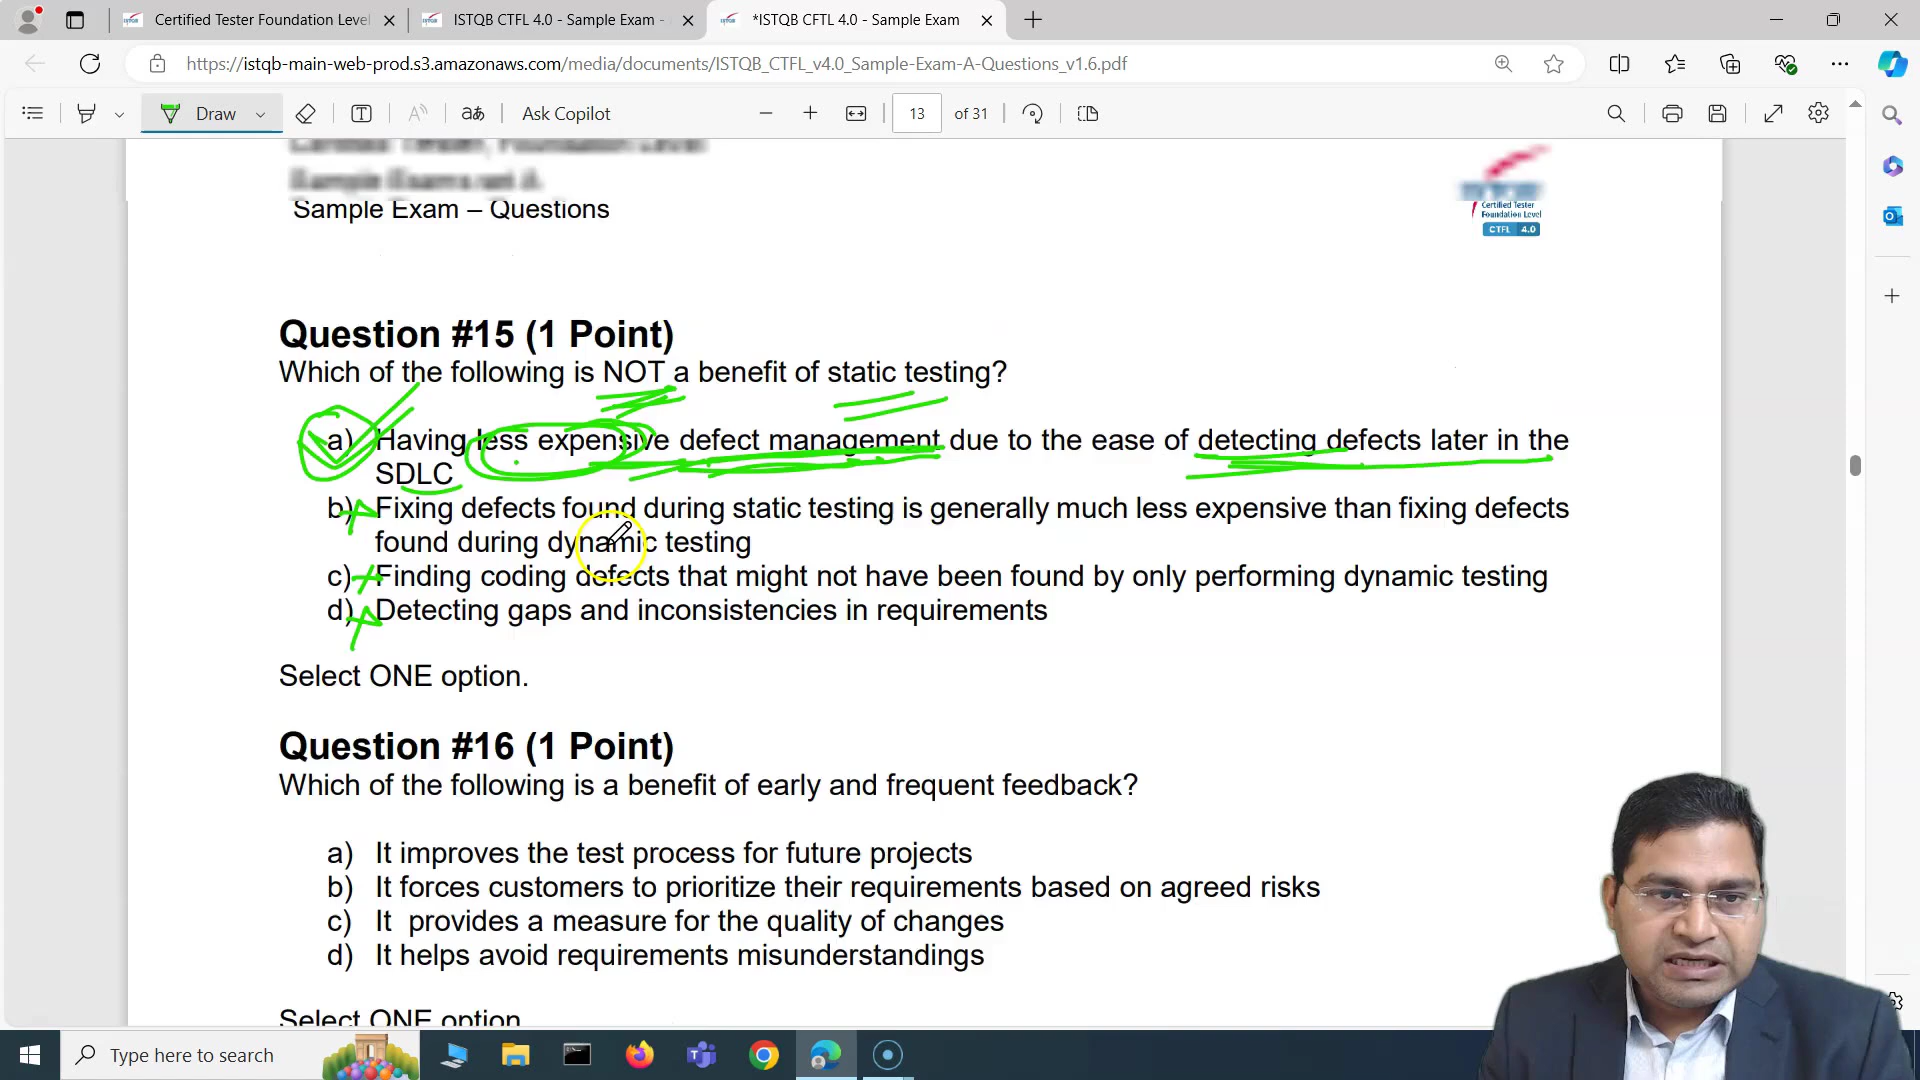 Certified Tester Foundation Level
ISTQB CTFL 4.0 - Sample Exam -
*ISTQB CFTL 4.0 - Sample Exam
https://istqb-main-web-prod.s3.amazonaws.com/media/documents/ISTQB_CTFL_v4.0_Sample-Exam-A-Questions_v1.6.pdf
Draw
Ask Copilot
13
of 31
Certified Tester, Foundation Level
Sample Exams set A
Sample Exam – Questions
Certified Tester
Foundation Level
CTFL 4.0
Question #15 (1 Point)
Which of the following is NOT a benefit of static testing?
a) Having less expensive defect management due to the ease of detecting defects later in the
SDLC
b) Fixing defects found during static testing is generally much less expensive than fixing defects
found during dynamic testing
c) Finding coding defects that might not have been found by only performing dynamic testing
d) Detecting gaps and inconsistencies in requirements
Select ONE option.
Question #16 (1 Point)
Which of the following is a benefit of early and frequent feedback?
a) It improves the test process for future projects
b) It forces customers to prioritize their requirements based on agreed risks
c) It  provides a measure for the quality of changes
d) It helps avoid requirements misunderstandings
Select ONE option
Type here to search